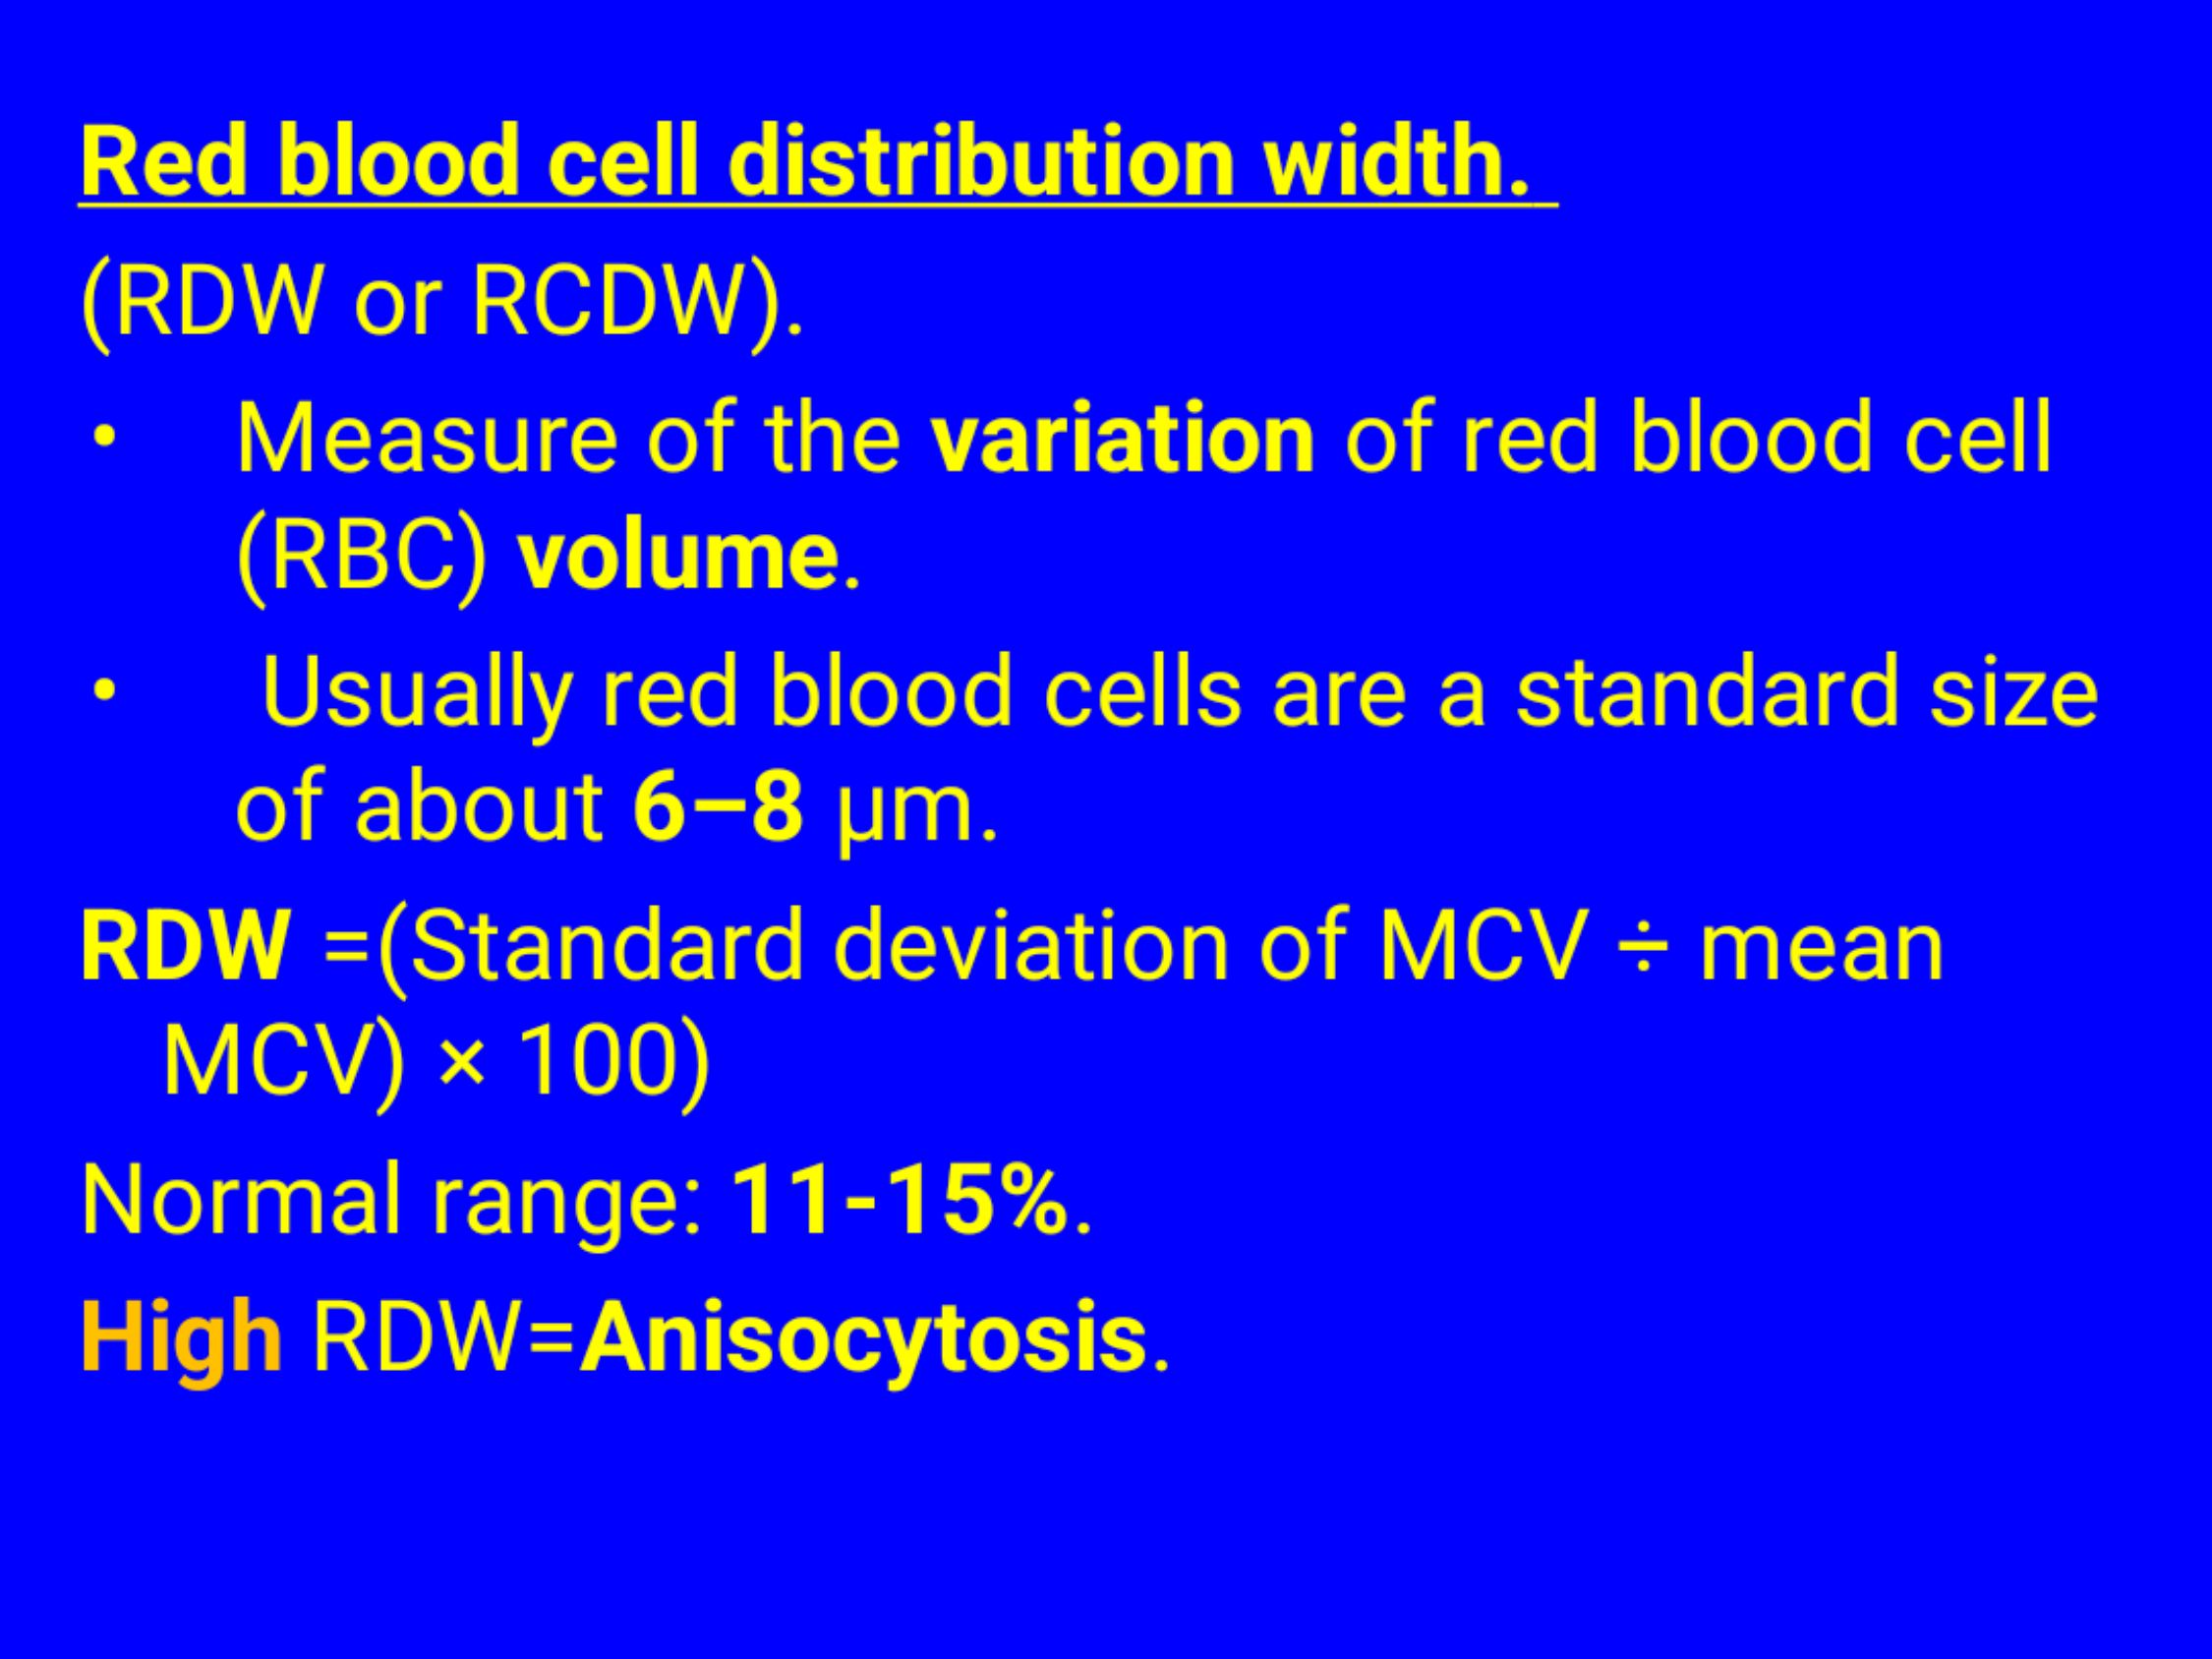 Red blood cell distribution width.
(RDW or RCDW).
• Measure of the variation of red blood cell
(RBC) volume.
• Usually red blood cells are a standard size
of about 6–8 μm.
RDW =(Standard deviation of MCV ÷ mean
MCV) × 100)
Normal range: 11-15%.
High RDW=Anisocytosis.